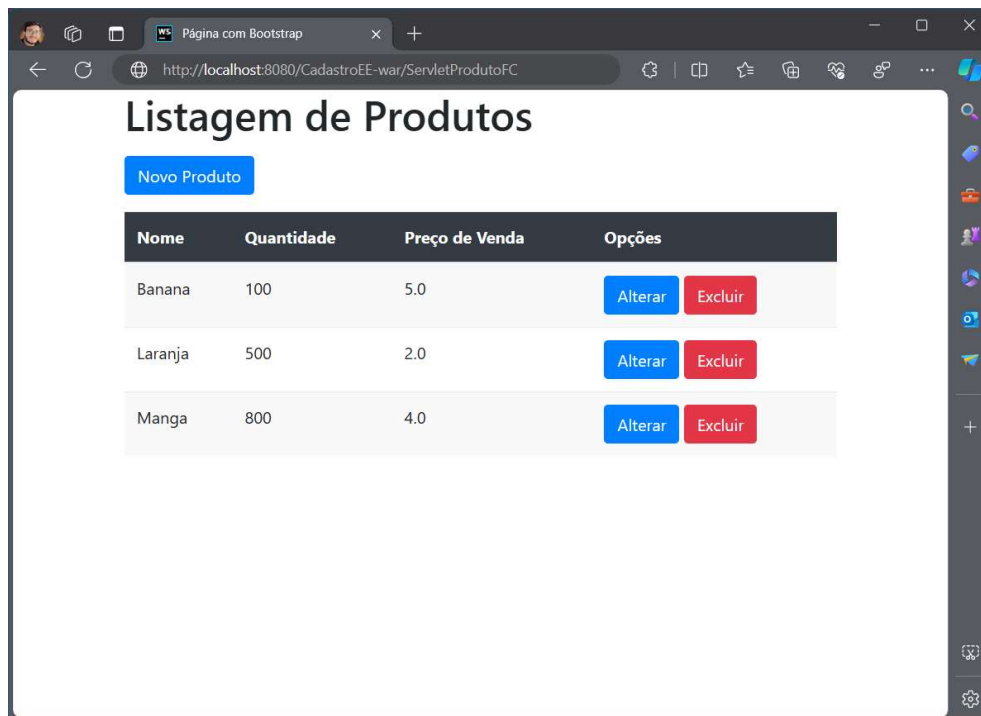 WS Página com Bootstrap
http://localhost:8080/CadastroEE-war/ServletProdutoFC
Listagem de Produtos
Novo Produto
Nome Quantidade Preço de Venda Opções
Banana 100 5.0 Alterar Excluir
Laranja 500 2.0 Alterar Excluir
Manga 800 4.0 Alterar Excluir